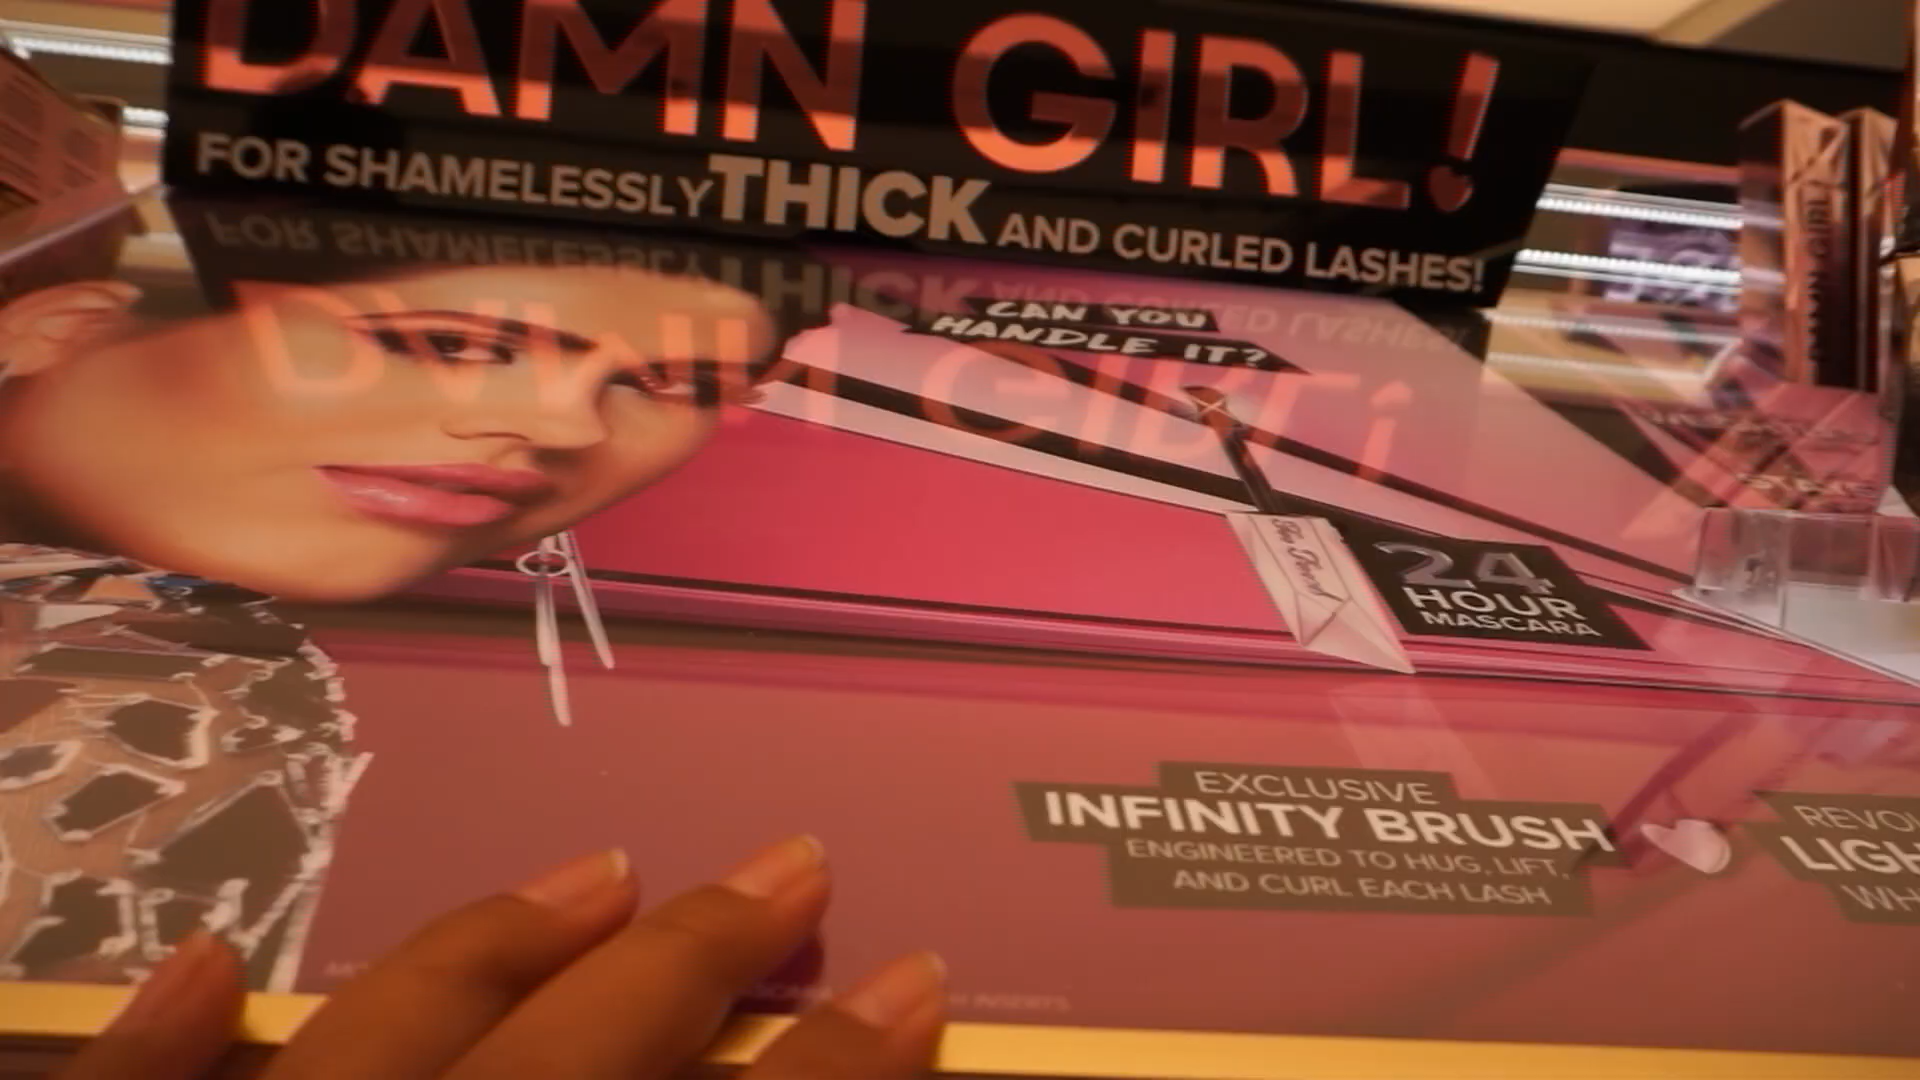 DAMN GIRL!
FOR SHAMELESSLY THICK AND CURLED LASHES!
CAN YOU
HANDLE IT?
24
HOUR
MASCARA
EXCLUSIVE
INFINITY BRUSH
ENGINEERED TO HUG, LIFT,
AND CURL EACH LASH
INSERTS